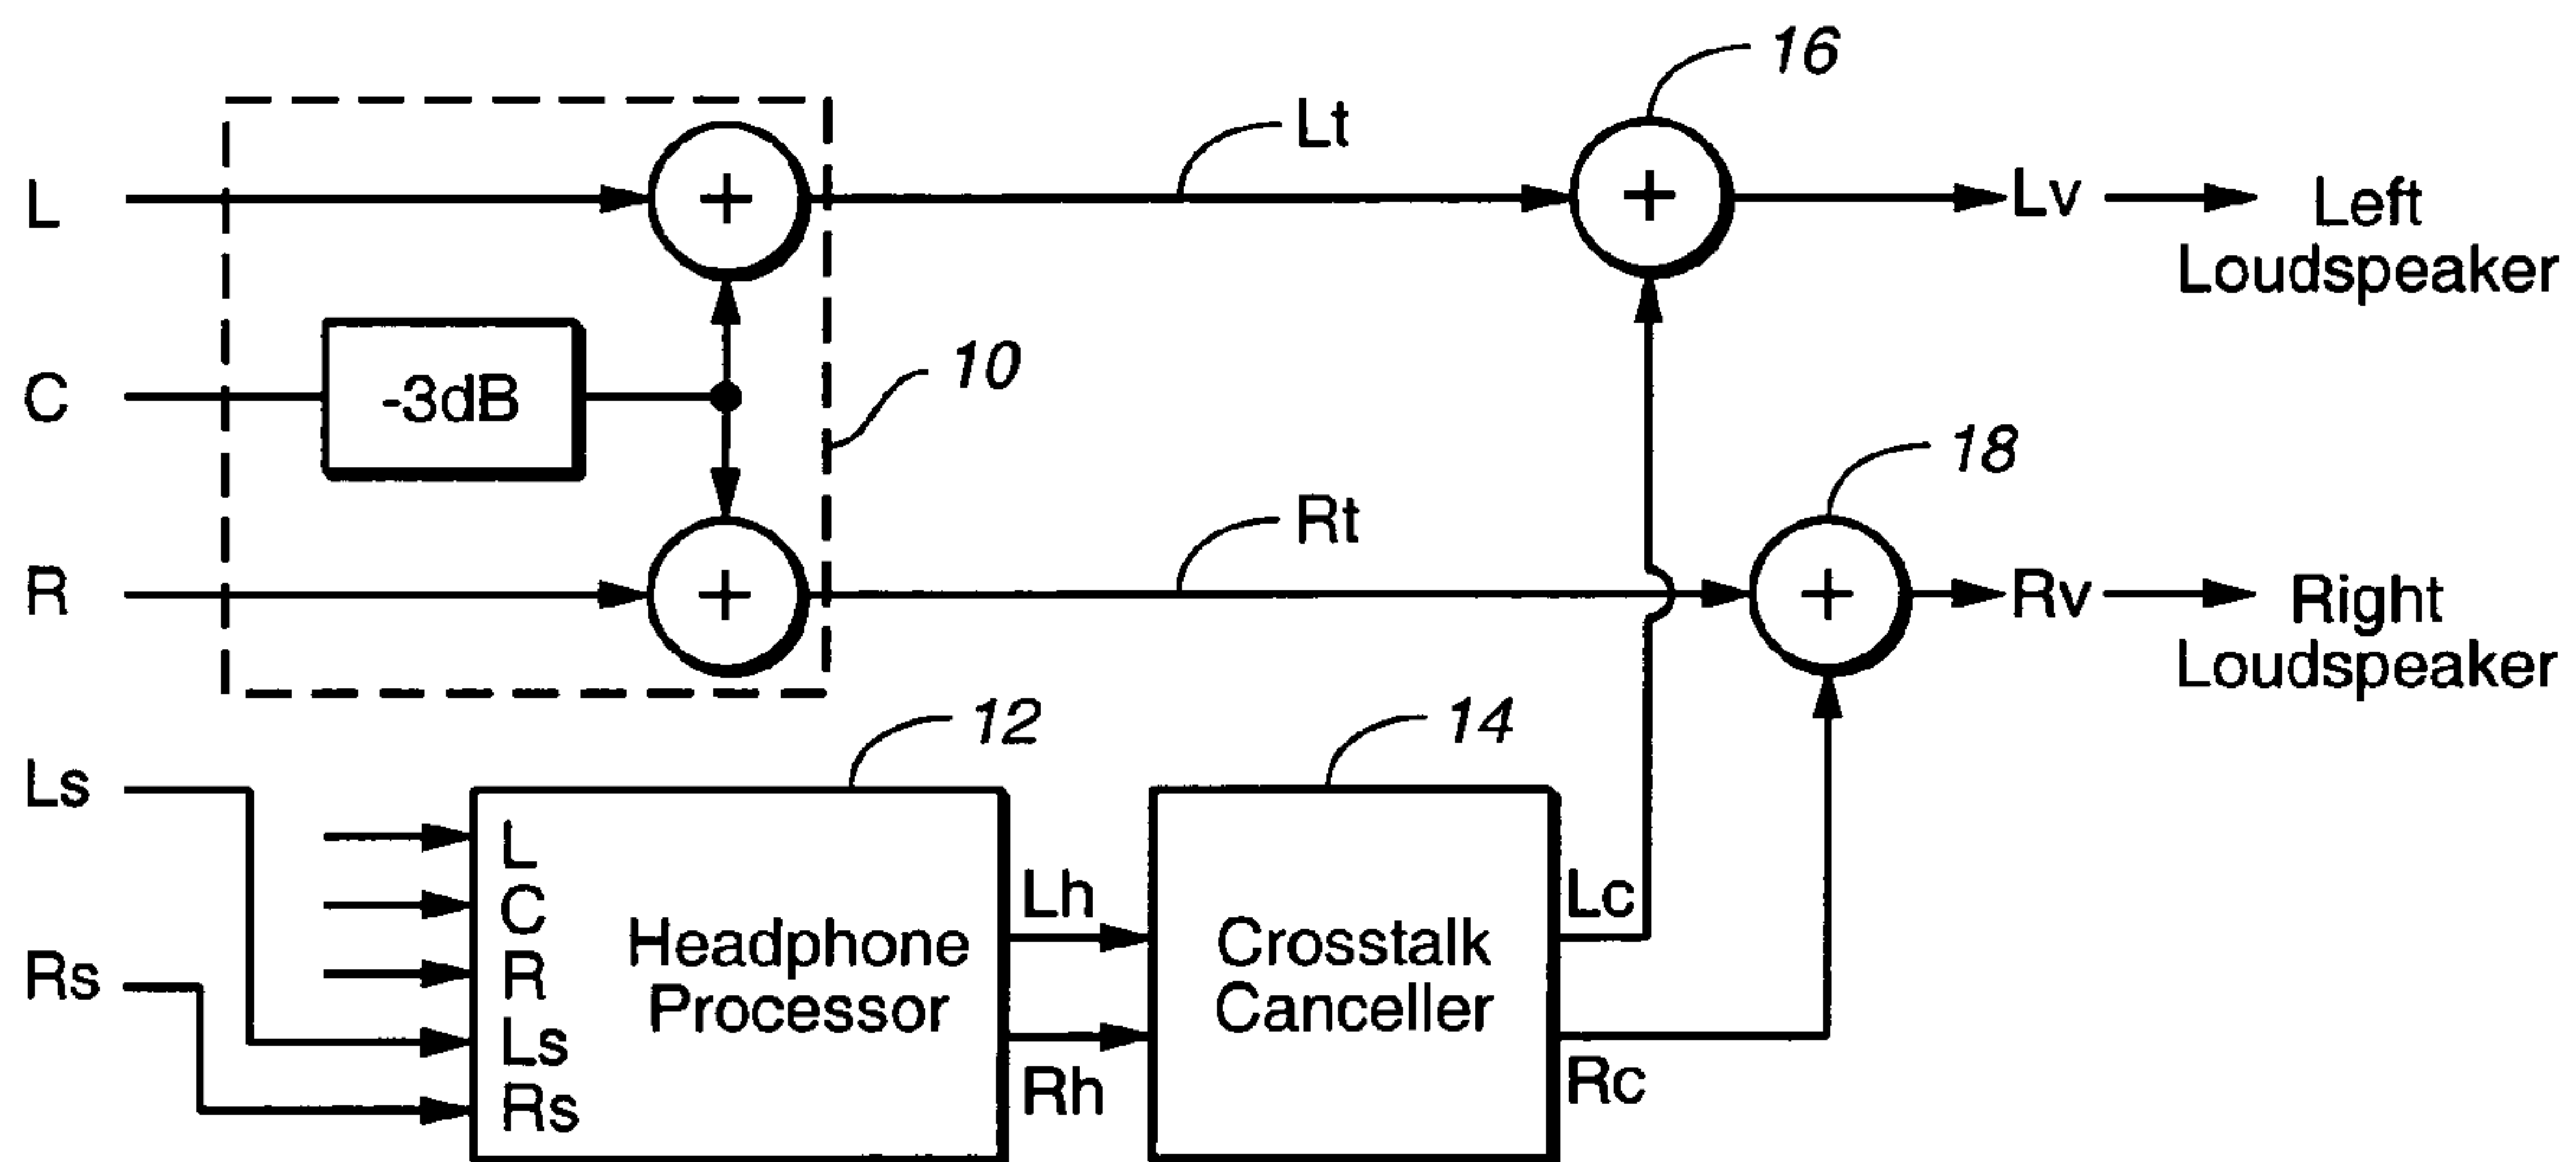 16
L
+
Lt
+
Lv
Left
Loudspeaker
C
-3dB
10
18
R
+
Rt
+
Rv
Right
Loudspeaker
12
14
Ls
Rs
L
C
R
Ls
Rs
Headphone
Processor
Lh
Rh
Crosstalk
Canceller
Lc
Rc